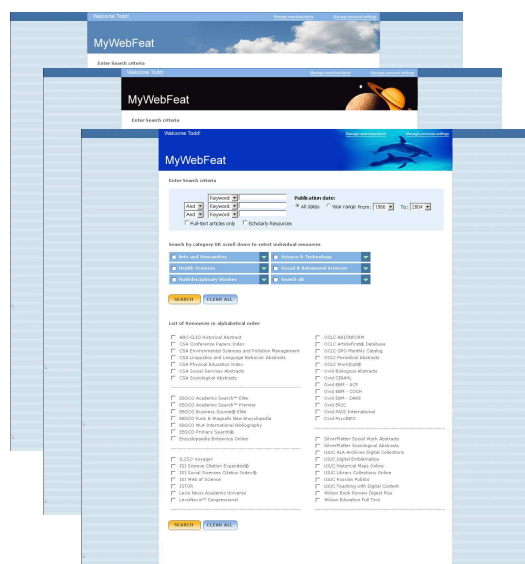 Welcome Todd!
Manage searches/alerts
Manage personal settings
MyWebFeat
Enter Search criteria
Welcome Todd!
Manage searches/alerts
Manage personal settings
MyWebFeat
Enter Search criteria
Welcome Todd!
Manage searches/alerts
Manage personal settings
MyWebFeat
Enter Search criteria
Keyword
Publication date:
And Keyword
All dates Year range From: 1966 To: 2004
And Keyword
Full-text articles only Scholarly Resources
Search by category OR scroll down to select individual resources
Arts and Humanities
Science & Technology
Health Sciences
Social & Behavioral Sciences
Multidisciplinary Studies
Search all
SEARCH CLEAR ALL
List of Resources in alphabetical order
ABC-CLIO Historical Abstract
CSA Conference Papers Index
CSA Environmental Sciences and Pollution Management
CSA Linguistics and Language Behavior Abstracts
CSA Physical Education Index
CSA Social Services Abstracts
CSA Sociological Abstracts
EBSCO Academic Search™ Elite
EBSCO Academic Search™ Premier
EBSCO Business Source® Elite
EBSCO Funk & Wagnalls New Encyclopedia
EBSCO MLA International Bibliography
EBSCO Primary Search®
Encyclopaedia Britannica Online
ILCSO Voyager
ISI Science Citation Expanded®
ISI Social Sciences Citation Index®
ISI Web of Science
JSTOR
Lexis Nexis Academic Universe
LexisNexis™ Congressional
OCLC ABI/INFORM
OCLC ArticleFirst® Database
OCLC GPO Monthly Catalog
OCLC Periodical Abstracts
OCLC WorldCat®
Ovid Biological Abstracts
Ovid CINAHL
Ovid EBM - ACP
Ovid EBM - COCH
Ovid EBM - DARE
Ovid ERIC
Ovid PAIS International
Ovid PsycINFO
SilverPlatter Social Work Abstracts
SilverPlatter Sociological Abstracts
UIUC ALA Archives Digital Collections
UIUC Digital Emblematica
UIUC Historical Maps Online
UIUC Library Collections Online
UIUC Russian Publics
UIUC Teaching with Digital Content
Wilson Book Review Digest Plus
Wilson Education Full Text
SEARCH CLEAR ALL